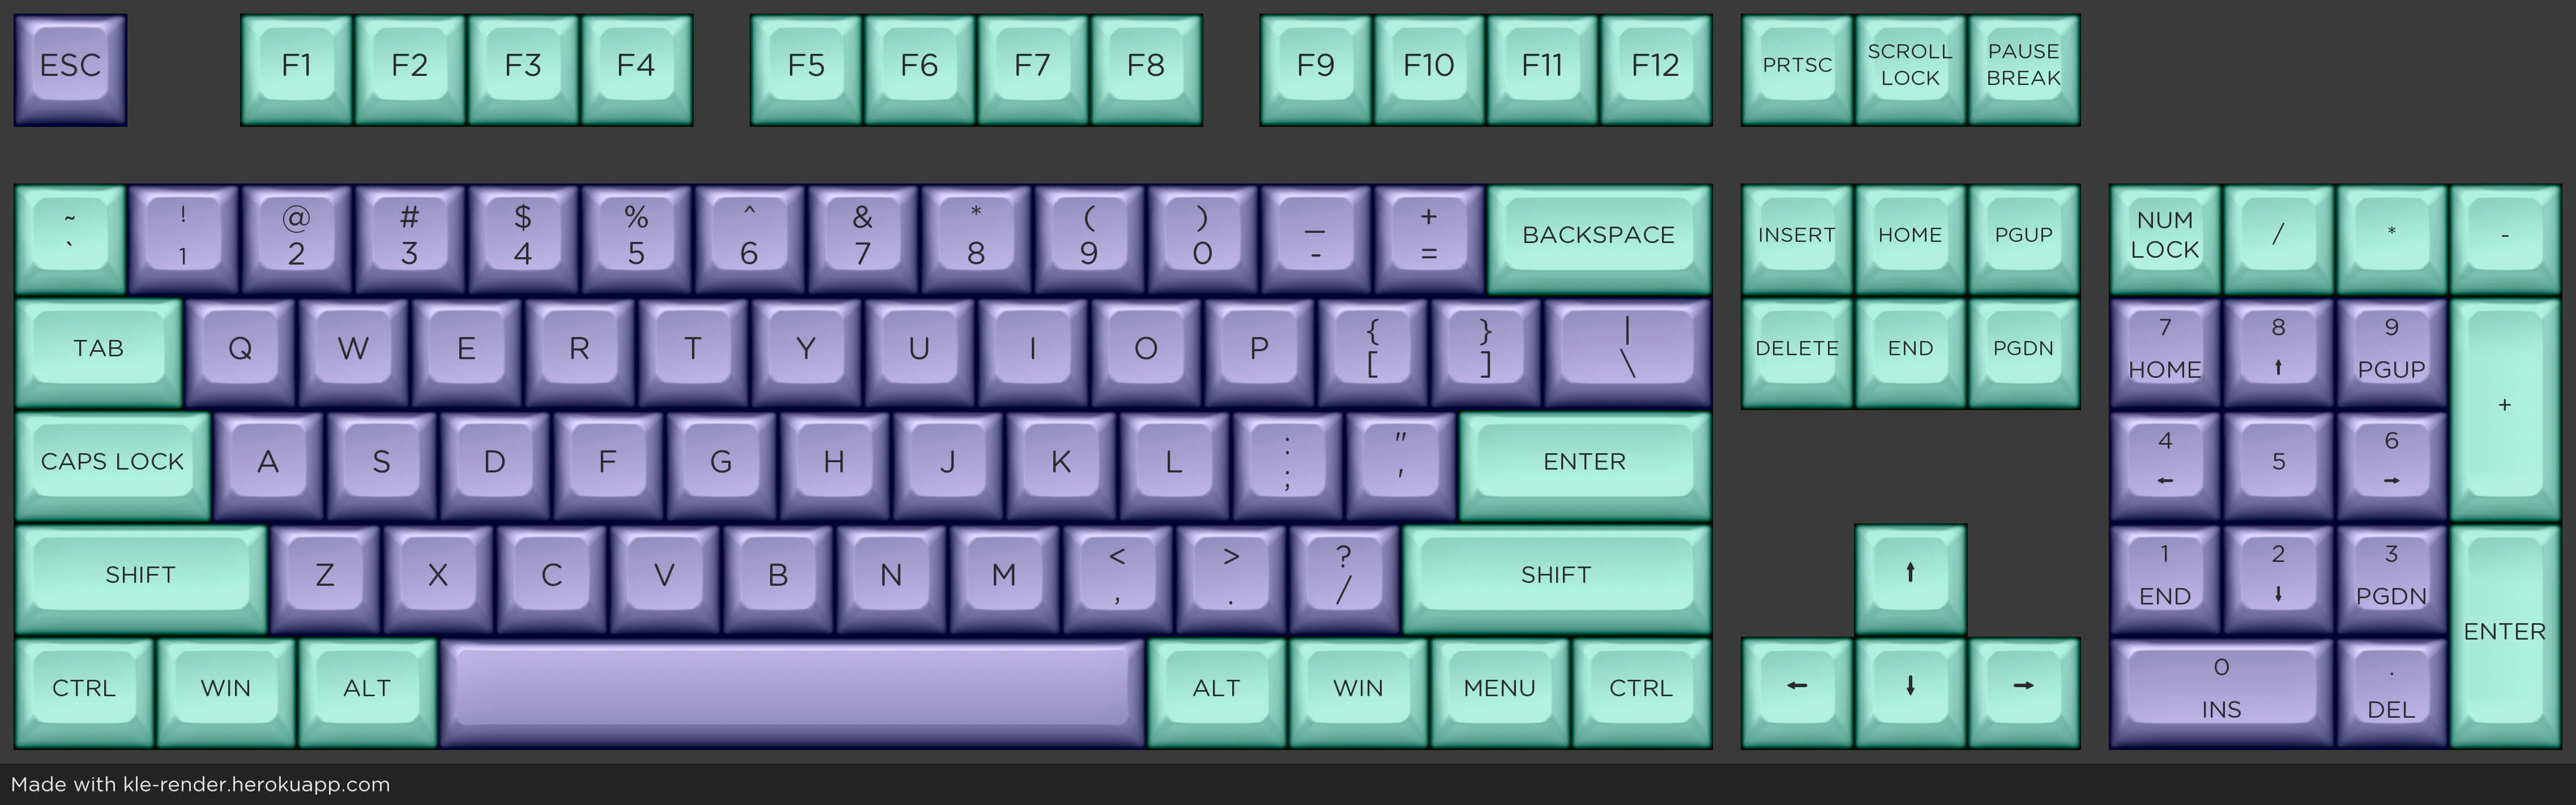 ESC F1 F2 F3 F4 F5 F6 F7 F8 F9 F10 F11 F12 PRTSC SCROLL LOCK PAUSE BREAK
~ ! @ # $ % ^ & * ( ) _ +
` 1 2 3 4 5 6 7 8 9 0 - = BACKSPACE INSERT HOME PGUP NUM LOCK / * -
TAB Q W E R T Y U I O P { [ } ] | \ DELETE END PGDN 7 HOME 8 ↑ 9 PGUP +
CAPS LOCK A S D F G H J K L : ; " ' ENTER 4 ← 5 6 →
SHIFT Z X C V B N M < , > . ? / SHIFT ↑ 1 END 2 ↓ 3 PGDN ENTER
CTRL WIN ALT ALT WIN MENU CTRL ← ↓ → 0 INS . DEL
Made with kle-render.herokuapp.com